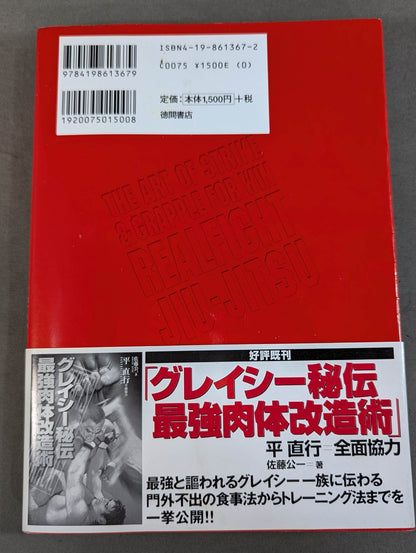 ISBN4-19-861367-2
C0075 ¥1500E (0)
9784198613679
定価：本体1,500円＋税
徳間書店
1920075015008
THE ART OF STRIKE
& GRAPPLE FOR KILL
REALFIGHT
JIU-JITSU
好評既刊
「グレイシー秘伝
最強肉体改造術」
平 直行＝全面協力
佐藤公一＝著
最強と謳われるグレイシー一族に伝わる
門外不出の食事法からトレーニング法までを
一挙公開!!
グレイシー秘伝
最強肉体改造術
平 直行